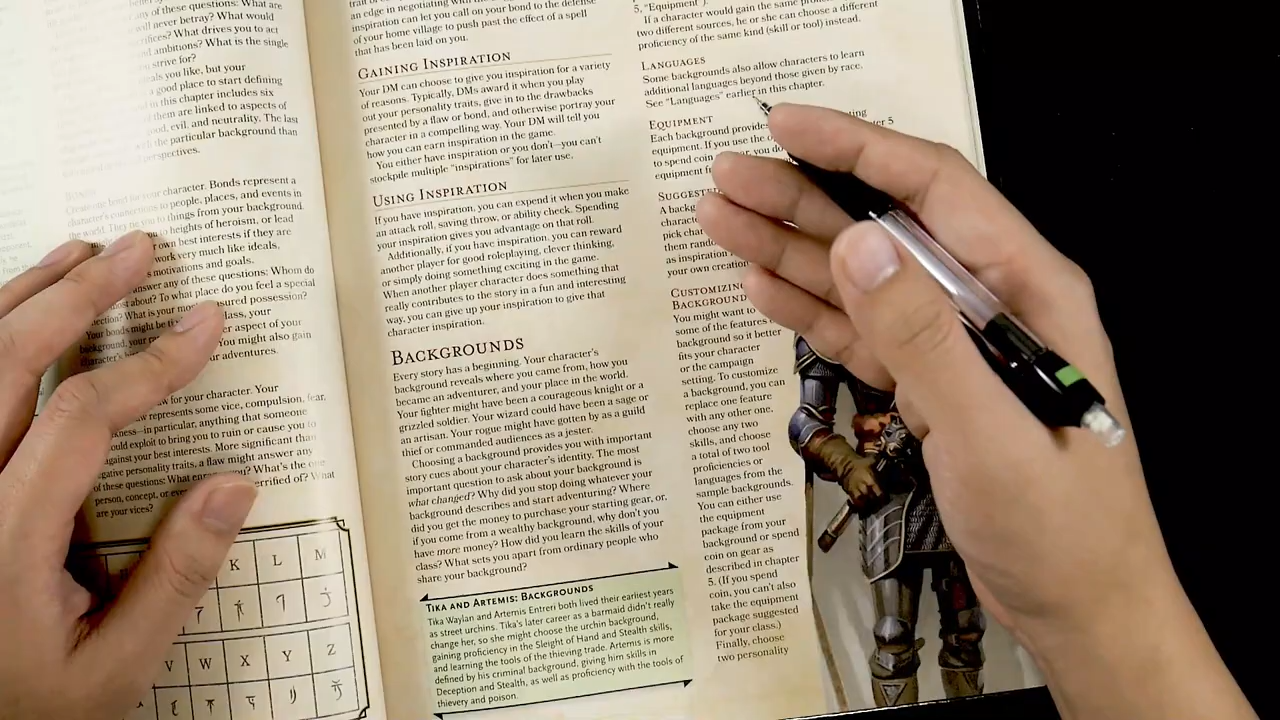 any of these questions: What are
will never betray? What would
What drives you to act
and ambitions? What is the single
strive for?
you like, but your
a good place to start defining
in this chapter includes six
them are linked to aspects of
good, evil, and neutrality. The last
the particular background than
perspectives.
your character. Bonds represent a
to people, places, and events in
to things from your background.
to heights of heroism, or lead
own best interests if they are
work very much like ideals,
motivations and goals.
answer any of these questions: Whom do
most about? To what place do you feel a special
possession?
your
aspect of your
You might also gain
your adventures.
for your character. Your
represents some vice, compulsion, fear,
in particular, anything that someone
could exploit to bring you to ruin or cause you to
against your best interests. More significant than
negative personality traits, a flaw might answer any
of these questions: What What's the one
person, concept, or terrified of? What
are your vices?
K L M
V W X Y Z
an edge in negotiating with
inspiration can let you call on your bond to the defense
of your home village to push past the effect of a spell
that has been laid on you.
GAINING INSPIRATION
Your DM can choose to give you inspiration for a variety
of reasons. Typically, DMs award it when you play
out your personality traits, give in to the drawbacks
presented by a flaw or bond, and otherwise portray your
character in a compelling way. Your DM will tell you
how you can earn inspiration in the game.
You either have inspiration or you don't—you can't
stockpile multiple "inspirations" for later use.
USING INSPIRATION
If you have inspiration, you can expend it when you make
an attack roll, saving throw, or ability check. Spending
your inspiration gives you advantage on that roll.
Additionally, if you have inspiration, you can reward
another player for good roleplaying, clever thinking,
or simply doing something exciting in the game.
When another player character does something that
really contributes to the story in a fun and interesting
way, you can give up your inspiration to give that
character inspiration.
BACKGROUNDS
Every story has a beginning. Your character's
background reveals where you came from, how you
became an adventurer, and your place in the world.
Your fighter might have been a courageous knight or a
grizzled soldier. Your wizard could have been a sage or
an artisan. Your rogue might have gotten by as a guild
thief or commanded audiences as a jester.
Choosing a background provides you with important
story cues about your character's identity. The most
important question to ask about your background is
what changed? Why did you stop doing whatever your
background describes and start adventuring? Where
did you get the money to purchase your starting gear, or,
if you come from a wealthy background, why don't you
have more money? How did you learn the skills of your
class? What sets you apart from ordinary people who
share your background?
TIKA AND ARTEMIS: BACKGROUNDS
Tika Waylan and Artemis Entreri both lived their earliest years
as street urchins. Tika's later career as a barmaid didn't really
change her, so she might choose the urchin background,
gaining proficiency in the Sleight of Hand and Stealth skills,
and learning the tools of the thieving trade. Artemis is more
defined by his criminal background, giving him skills in
Deception and Stealth, as well as proficiency with the tools of
thievery and poison.
5, "Equipment").
If a character would gain the same
two different sources, he or she can choose a different
proficiency of the same kind (skill or tool) instead.
LANGUAGES
Some backgrounds also allow characters to learn
additional languages beyond those given by race.
See "Languages" earlier in this chapter.
EQUIPMENT
Each background provides
equipment. If you use the 5
to spend coin you do
equipment
A
pick
them
as inspiration
your own creation
CUSTOMIZING
BACKGROUND
You might want to
some of the features
background so it better
fits your character
or the campaign
setting. To customize
a background, you can
replace one feature
with any other one,
choose any two
skills, and choose
a total of two tool
proficiencies or
languages from the
sample backgrounds.
You can either use
the equipment
package from your
background or spend
coin on gear as
described in chapter
5. (If you spend
coin, you can't also
take the equipment
package suggested
for your class.)
Finally, choose
two personality